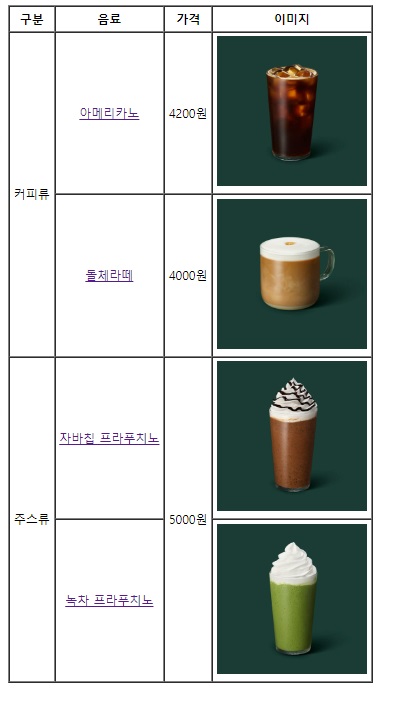 구분 음료 가격 이미지
아메리카노 4200원
커피류
돌체라떼 4000원
자바칩 프라푸치노
주스류 5000원
녹차 프라푸치노